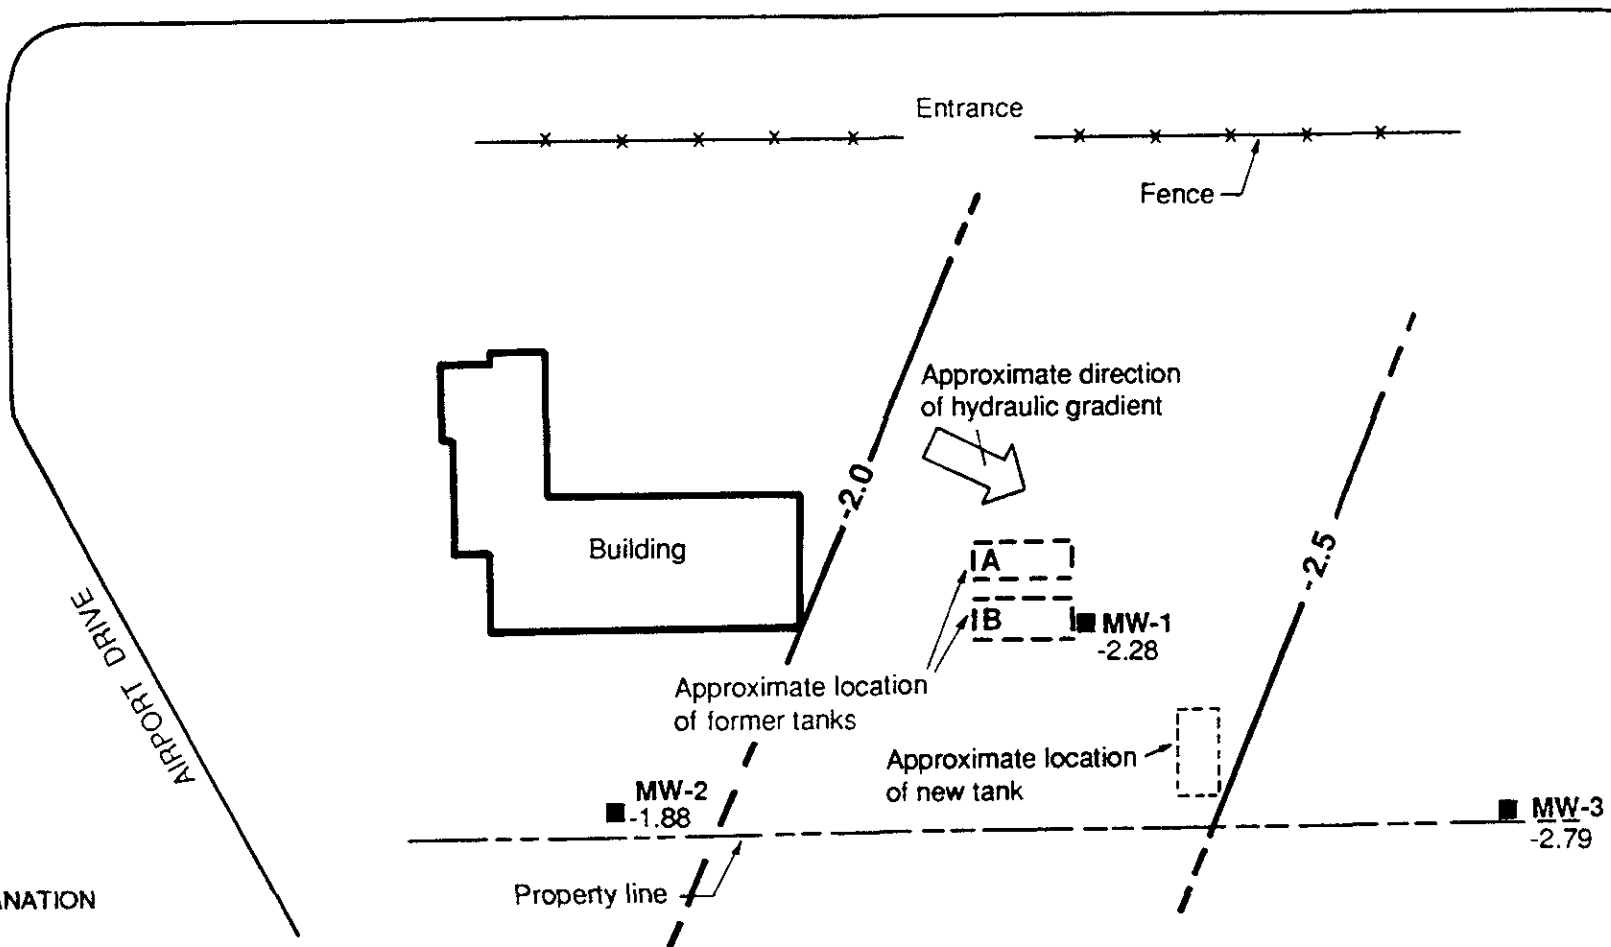 Entrance
Fence
Approximate direction
of hydraulic gradient
-2.0
-2.5
Building
A
B
MW-1
-2.28
AIRPORT DRIVE
Approximate location
of former tanks
Approximate location
of new tank
MW-2
-1.88
MW-3
-2.79
Property line
ANATION